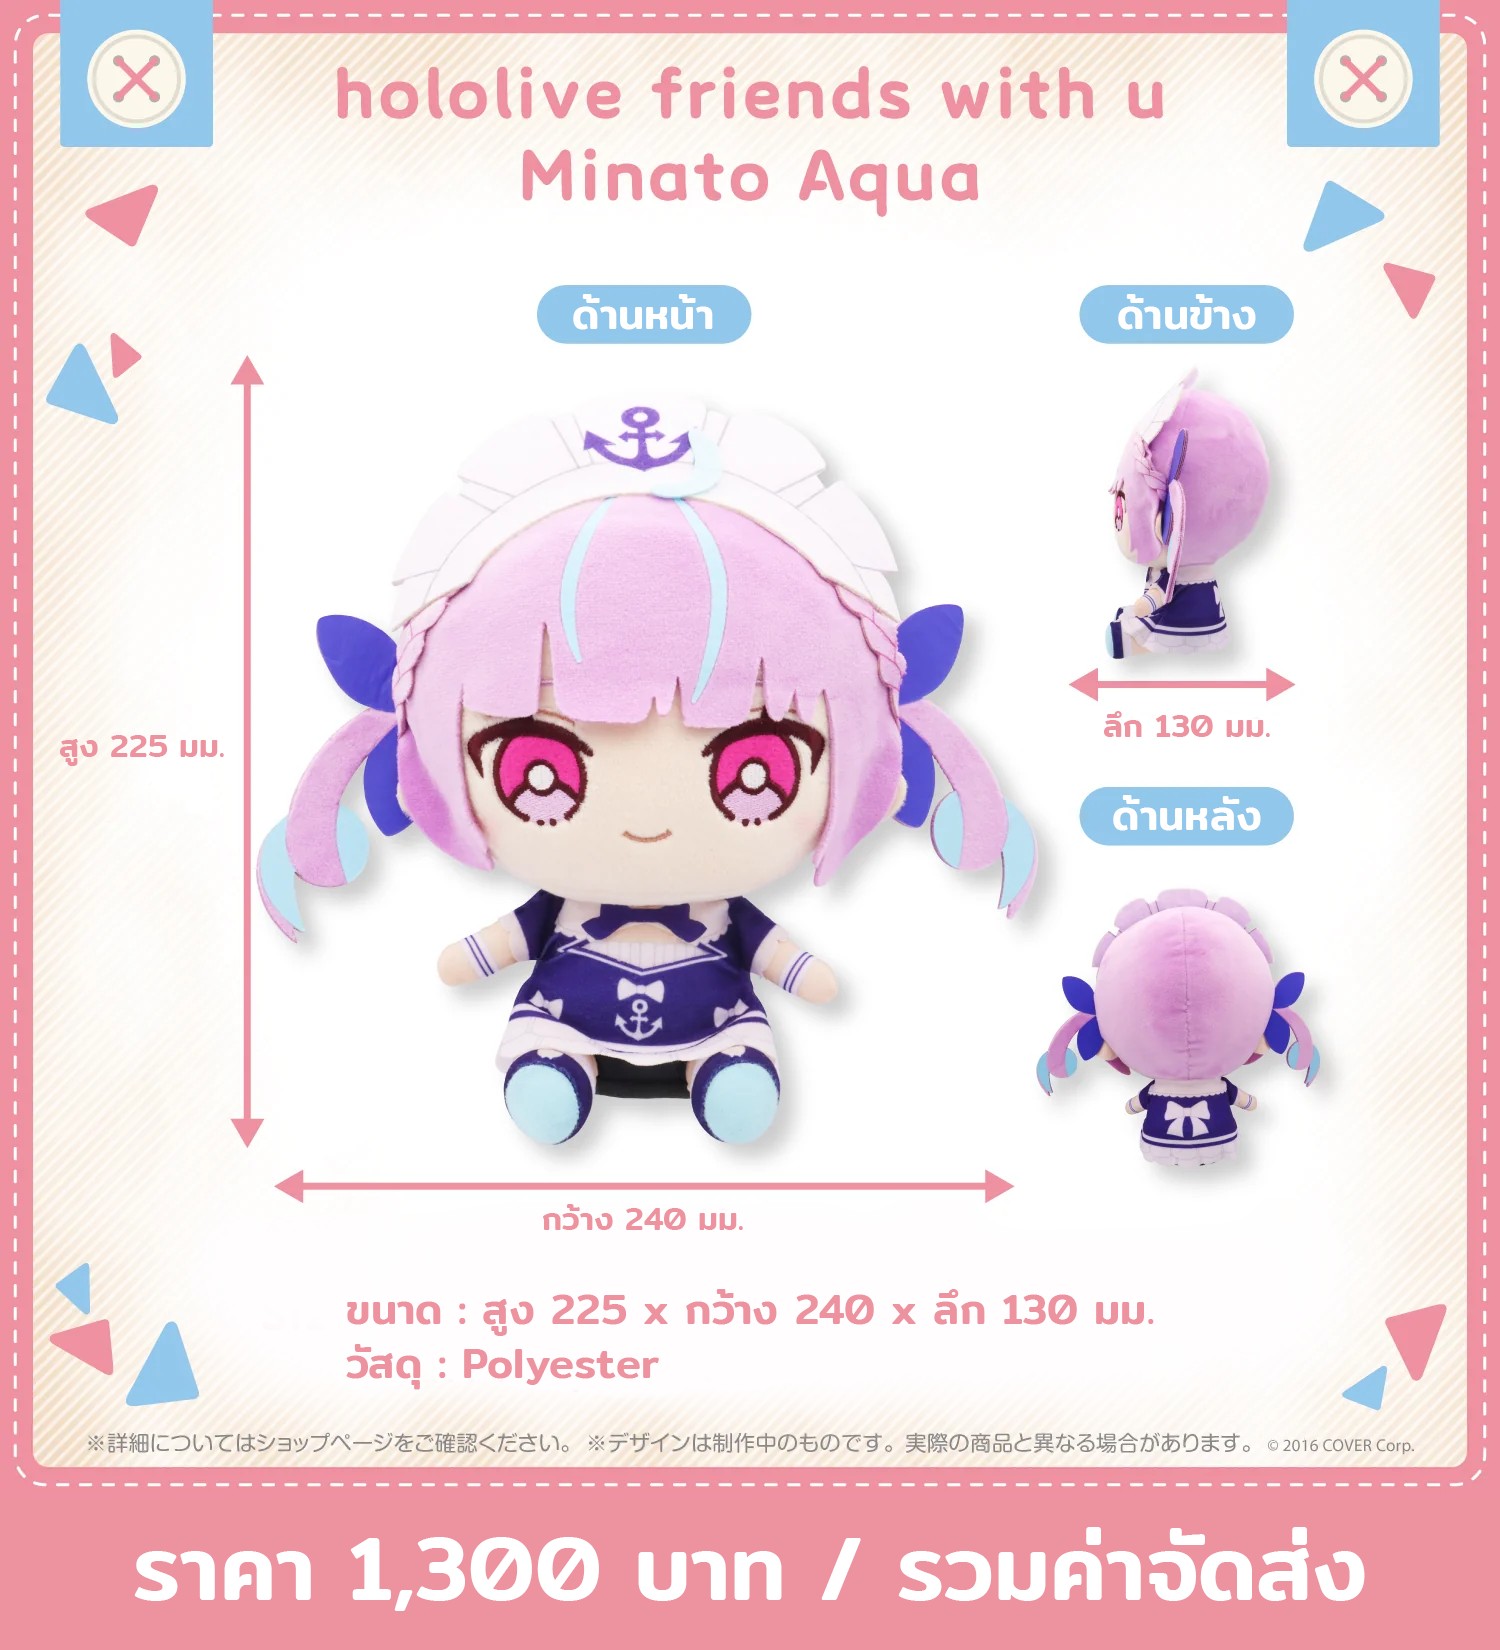 hololive friends with u
Minato Aqua
ด้านหน้า
ด้านข้าง
สูง 225 มม.
ลึก 130 มม.
ด้านหลัง
กว้าง 240 มม.
ขนาด : สูง 225 x กว้าง 240 x ลึก 130 มม.
วัสดุ : Polyester
※詳細についてはショップページをご確認ください。 ※デザインは制作中のものです。実際の商品と異なる場合があります。 © 2016 COVER Corp.
ราคา 1,300 บาท / รวมค่าจัดส่ง